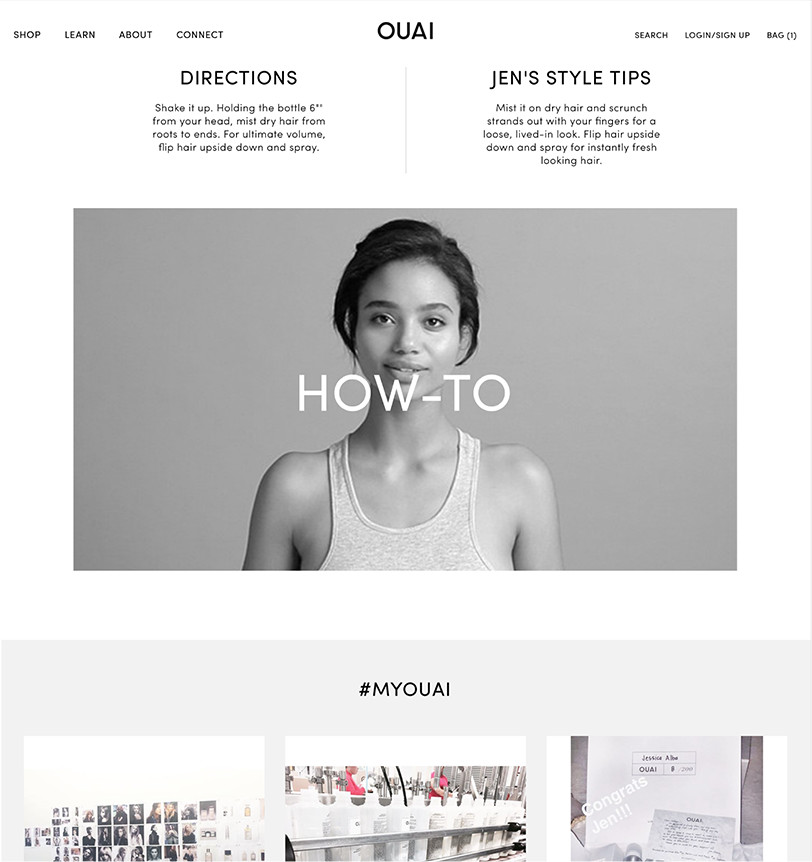 SHOP LEARN ABOUT CONNECT OUAI SEARCH LOGIN/SIGN UP BAG (1)
DIRECTIONS
Shake it up. Holding the bottle 6"'
from your head, mist dry hair from
roots to ends. For ultimate volume,
flip hair upside down and spray.
JEN'S STYLE TIPS
Mist it on dry hair and scrunch
strands out with your fingers for a
loose, lived-in look. Flip hair upside
down and spray for instantly fresh
looking hair.
HOW-TO
#MYOUAI
Jessica Alba
OUAI 8 /200
Congrats
Jen!!!
OUAI.